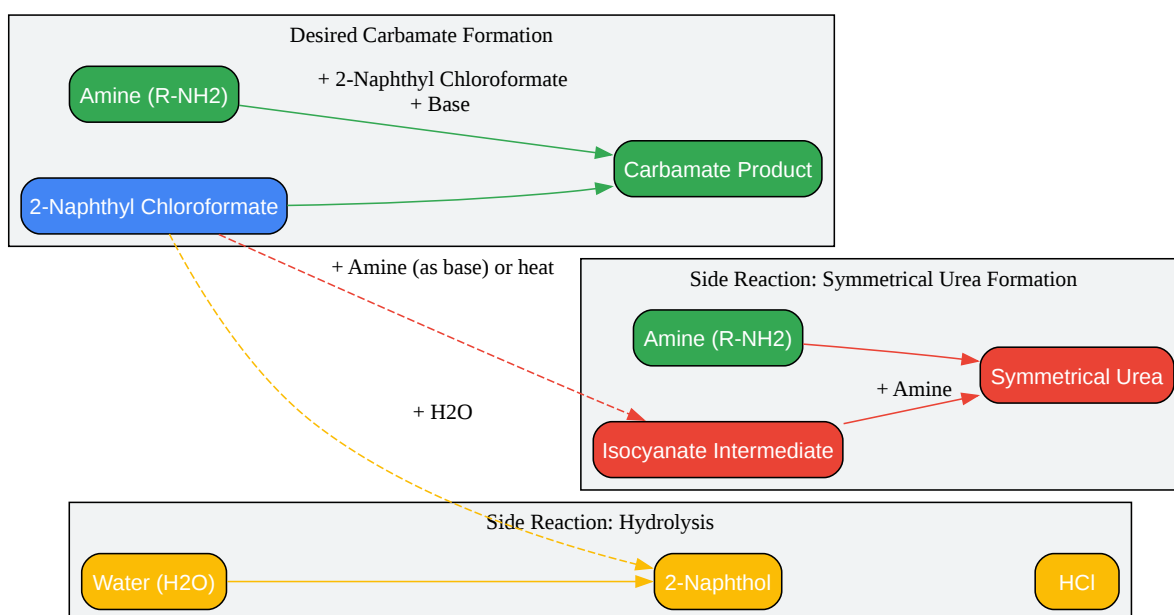 Desired Carbamate Formation
+ 2-Naphthyl Chloroformate
+ Base
Amine (R-NH2)
Carbamate Product
2-Naphthyl Chloroformate
+ Amine (as base) or heat
Side Reaction: Symmetrical Urea Formation
Amine (R-NH2)
Symmetrical Urea
+ Amine
+ H2O
Isocyanate Intermediate
Side Reaction: Hydrolysis
Water (H2O)
2-Naphthol
HCl